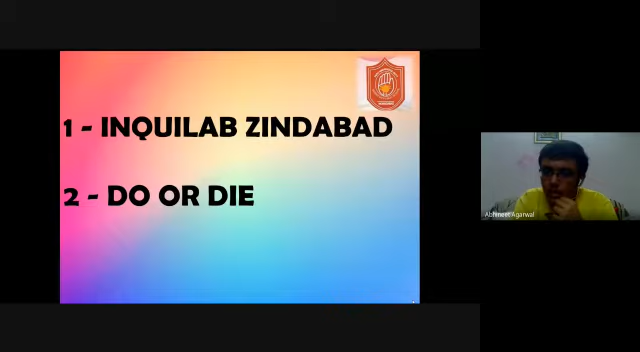 1 - INQUILAB ZINDABAD
2 - DO OR DIE
Abhineet Agarwal